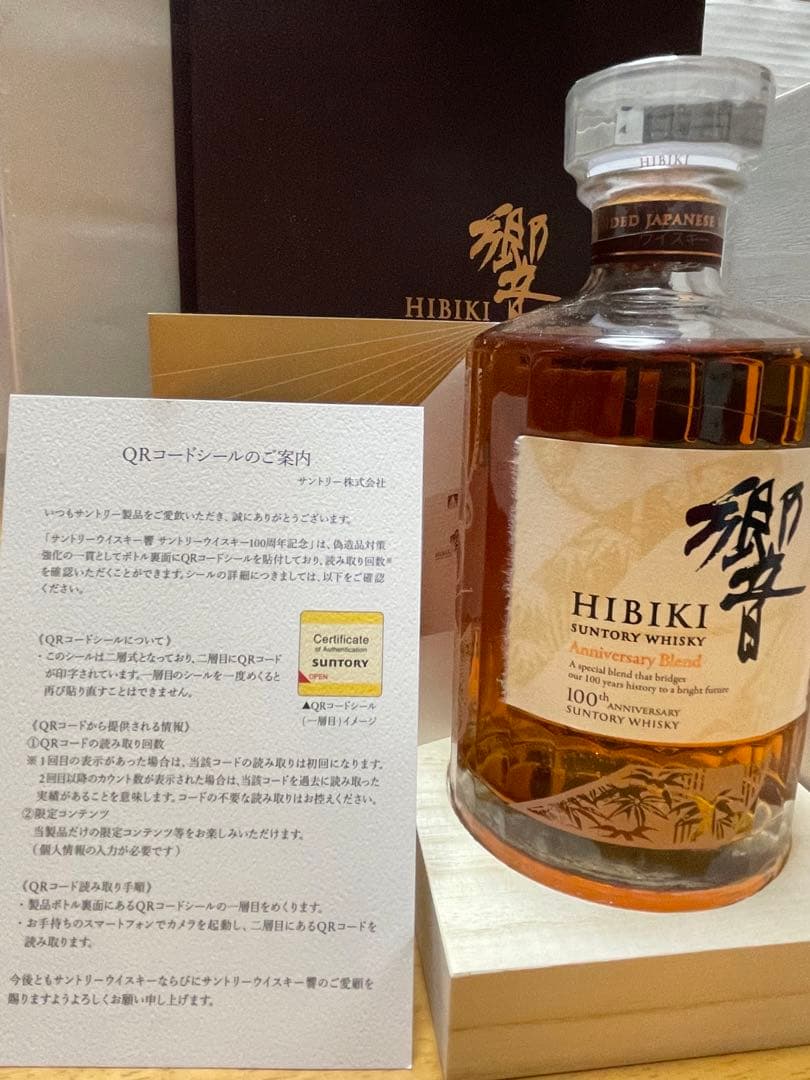 響
HIBIKI
HIBIKI
DED JAPANESE
ウイスキー
QRコードシールのご案内
サントリー株式会社
いつもサントリー製品をご愛飲いただき、誠にありがとうございます。
「サントリーウイスキー響 サントリーウイスキー100周年記念」は、偽造品対策
強化の一貫としてボトル裏面にQRコードシールを貼付しており、読み取り回数※
を確認いただくことができます。シールの詳細につきましては、以下をご確認
ください。
《QRコードシールについて》
・このシールは二層式となっており、二層目にQRコード
が印字されています。一層目のシールを一度めくると
再び貼り直すことはできません。
Certificate
of Authentication
SUNTORY
OPEN
▲QRコードシール
(一層目)イメージ
《QRコードから提供される情報》
①QRコードの読み取り回数
※1回目の表示があった場合は、当該コードの読み取りは初回になります。
2回目以降のカウント数が表示された場合は、当該コードを過去に読み取った
実績があることを意味します。コードの不要な読み取りはお控えください。
②限定コンテンツ
当製品だけの限定コンテンツ等をお楽しみいただけます。
(個人情報の入力が必要です)
《QRコード読み取り手順》
・製品ボトル裏面にあるQRコードシールの一層目をめくります。
・お手持ちのスマートフォンでカメラを起動し、二層目にあるQRコードを
読み取ります。
今後ともサントリーウイスキーならびにサントリーウイスキー響のご愛顧を
賜りますようよろしくお願い申し上げます。
響
HIBIKI
SUNTORY WHISKY
Anniversary Blend
A special blend that bridges
our 100 years history to a bright future
100th ANNIVERSARY
SUNTORY WHISKY